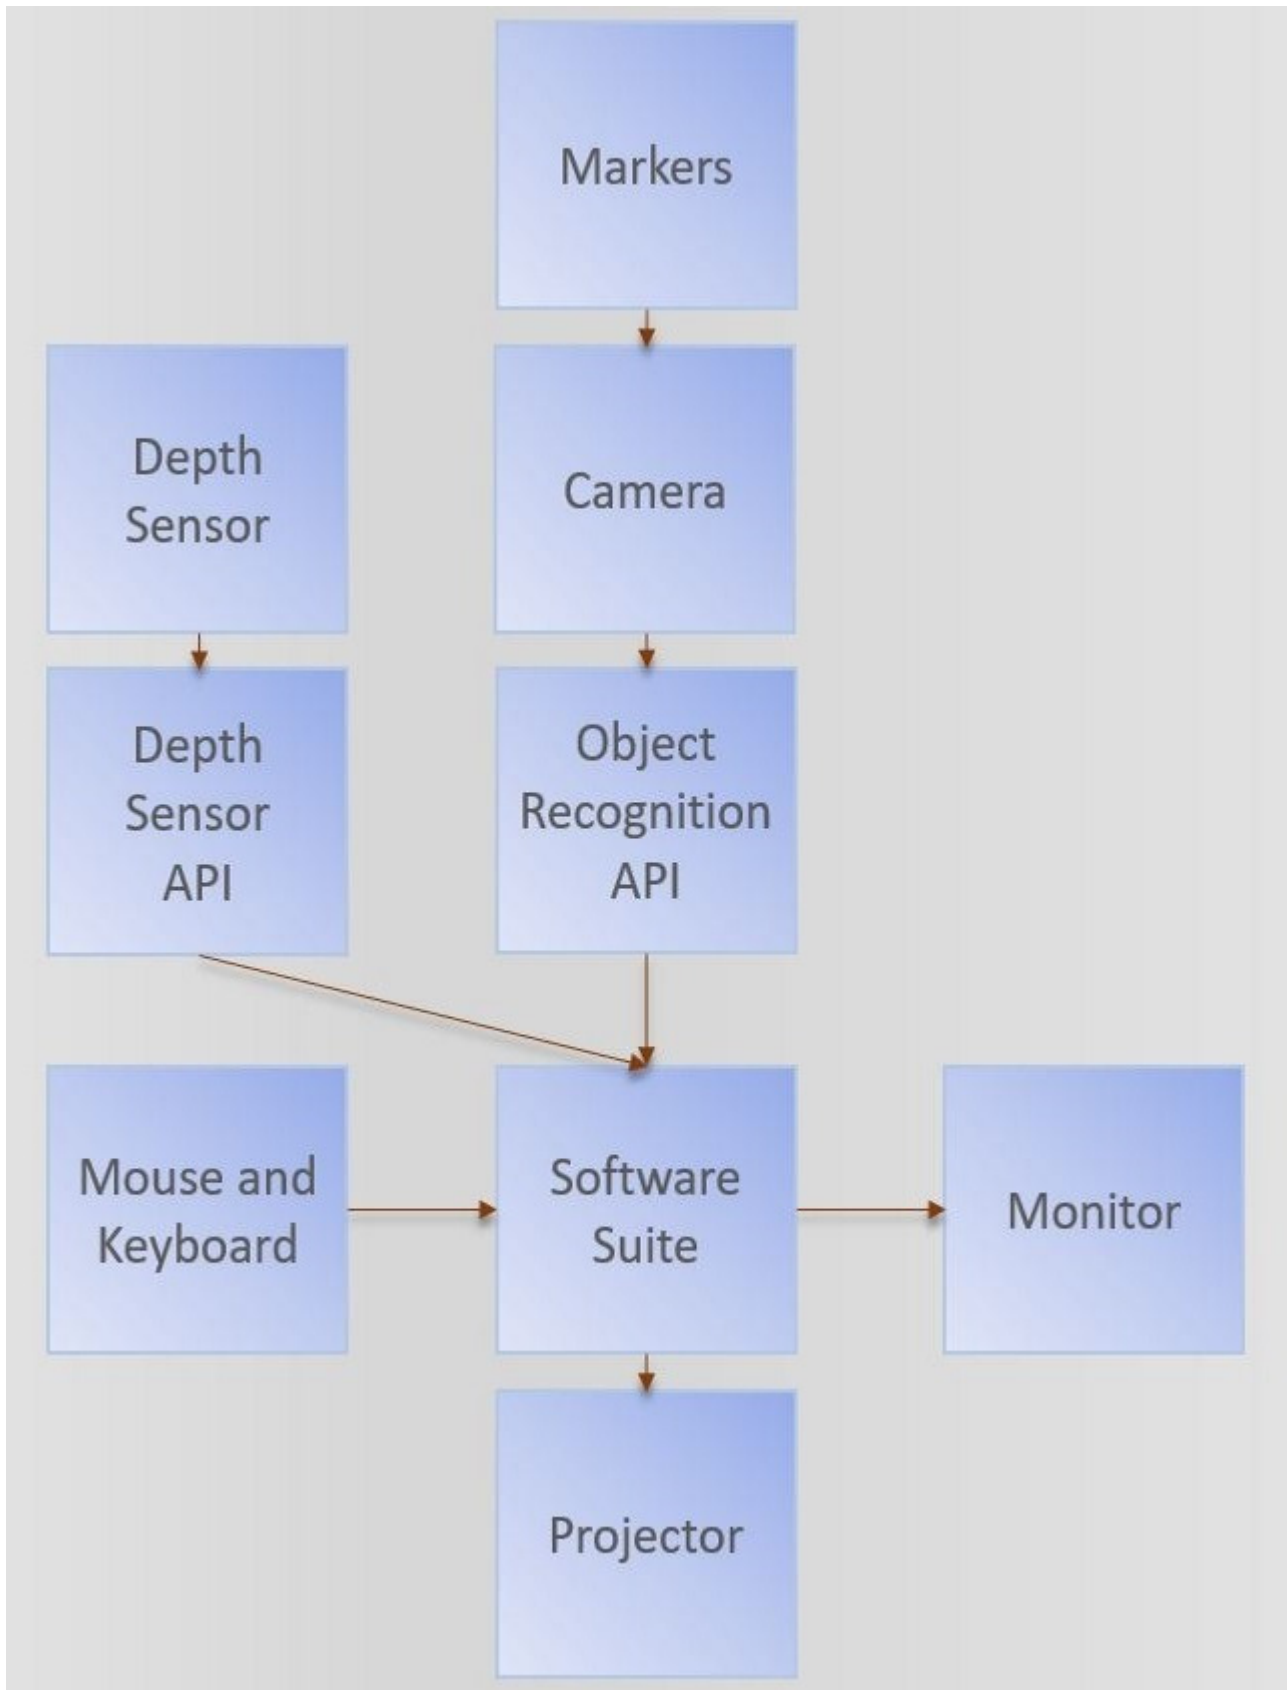 Markers
Depth
Sensor
Camera
Depth
Sensor
API
Object
Recognition
API
Mouse and
Keyboard
Software
Suite
Monitor
Projector